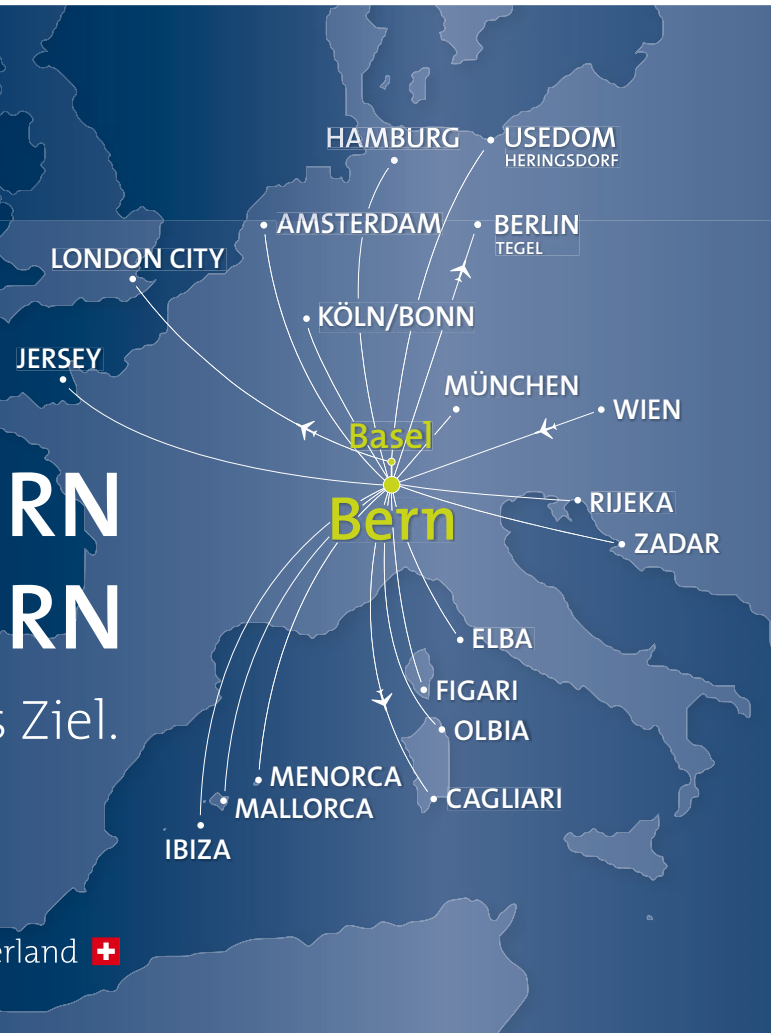 HAMBURG
USEDOM
HERINGSDORF
AMSTERDAM
BERLIN
TEGEL
LONDON CITY
KÖLN/BONN
JERSEY
MÜNCHEN
WIEN
Basel
Bern
RN
RIJEKA
ZADAR
RN
ELBA
FIGARI
s Ziel.
OLBIA
MENORCA
MALLORCA
CAGLIARI
IBIZA
erland